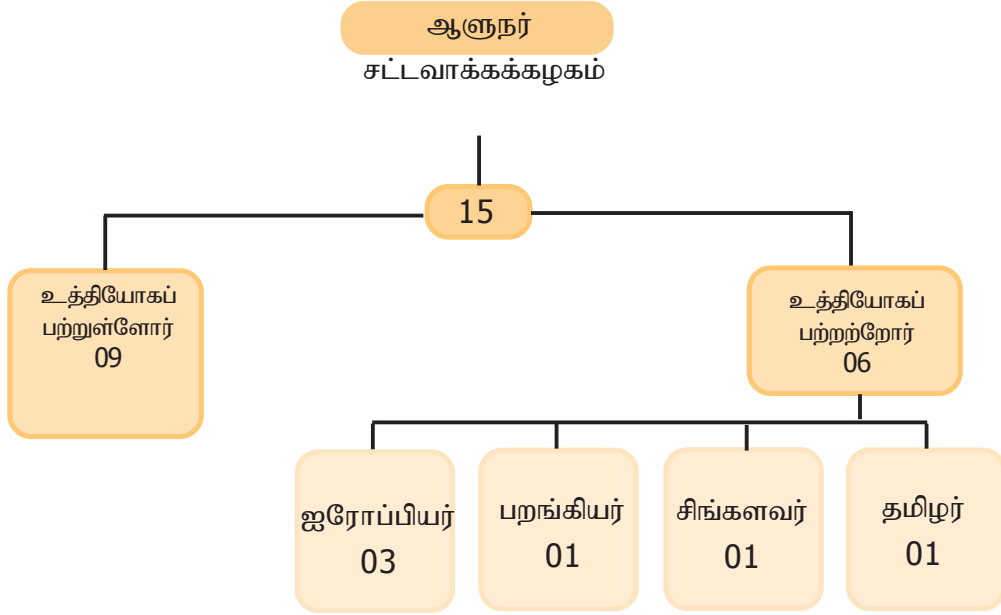 ஆளுநர்
சட்டவாக்கக்கழகம்
15
உத்தியோகப்
பற்றுள்ளோர்
09
உத்தியோகப்
பற்றற்றோர்
06
ஐரோப்பியர்
03
பறங்கியர்
01
சிங்களவர்
01
தமிழர்
01